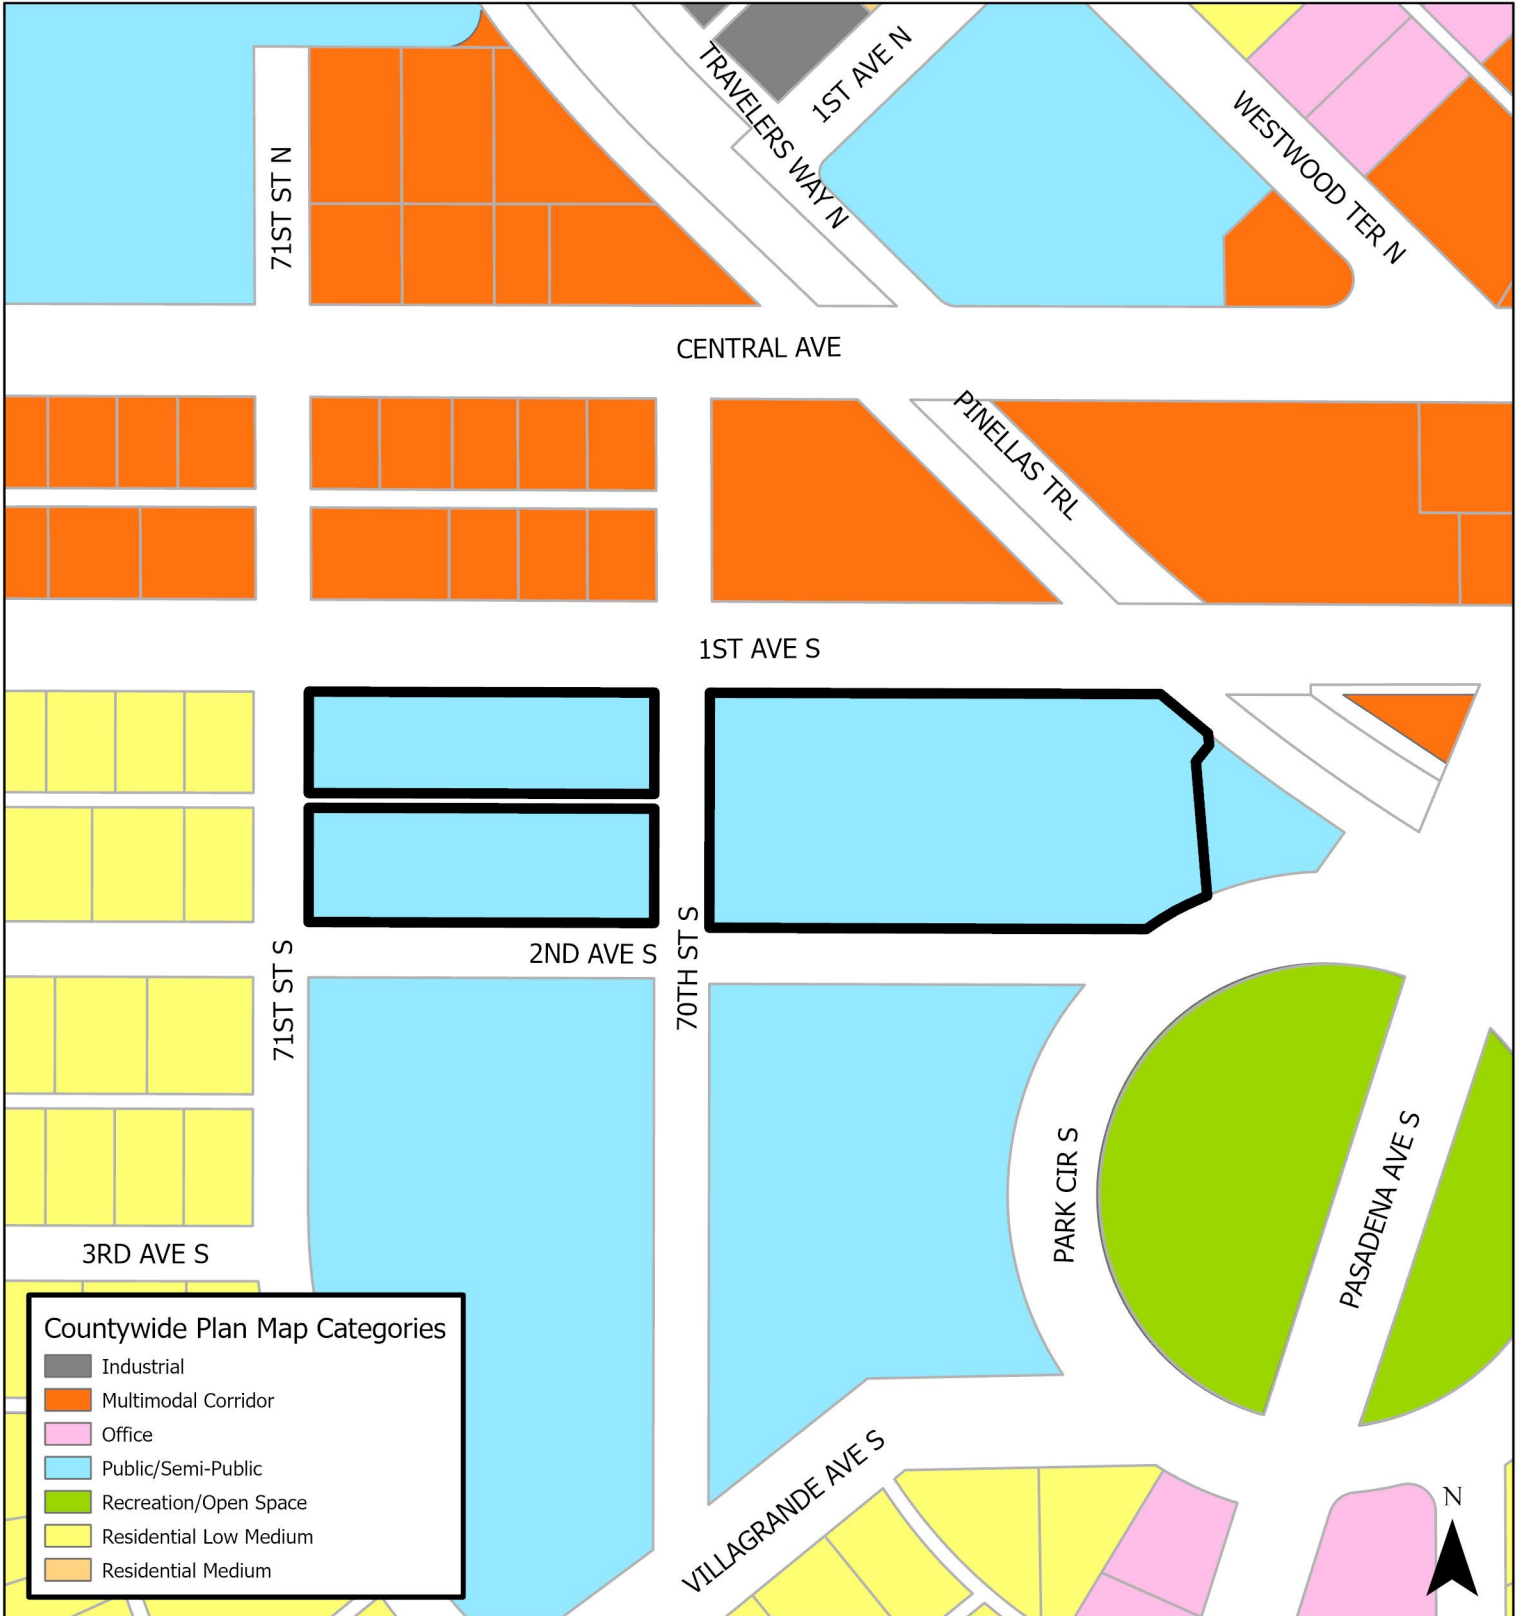 TRAVELERS WAY N
1ST AVE N
WESTWOOD TER N
71ST ST N
CENTRAL AVE
PINELLAS TRL
1ST AVE S
2ND AVE S
70TH ST S
71ST ST S
PARK CIR S
PASADENA AVE S
3RD AVE S
VILLAGRANDE AVE S
Countywide Plan Map Categories
Industrial
Multimodal Corridor
Office
Public/Semi-Public
Recreation/Open Space
Residential Low Medium
Residential Medium
N